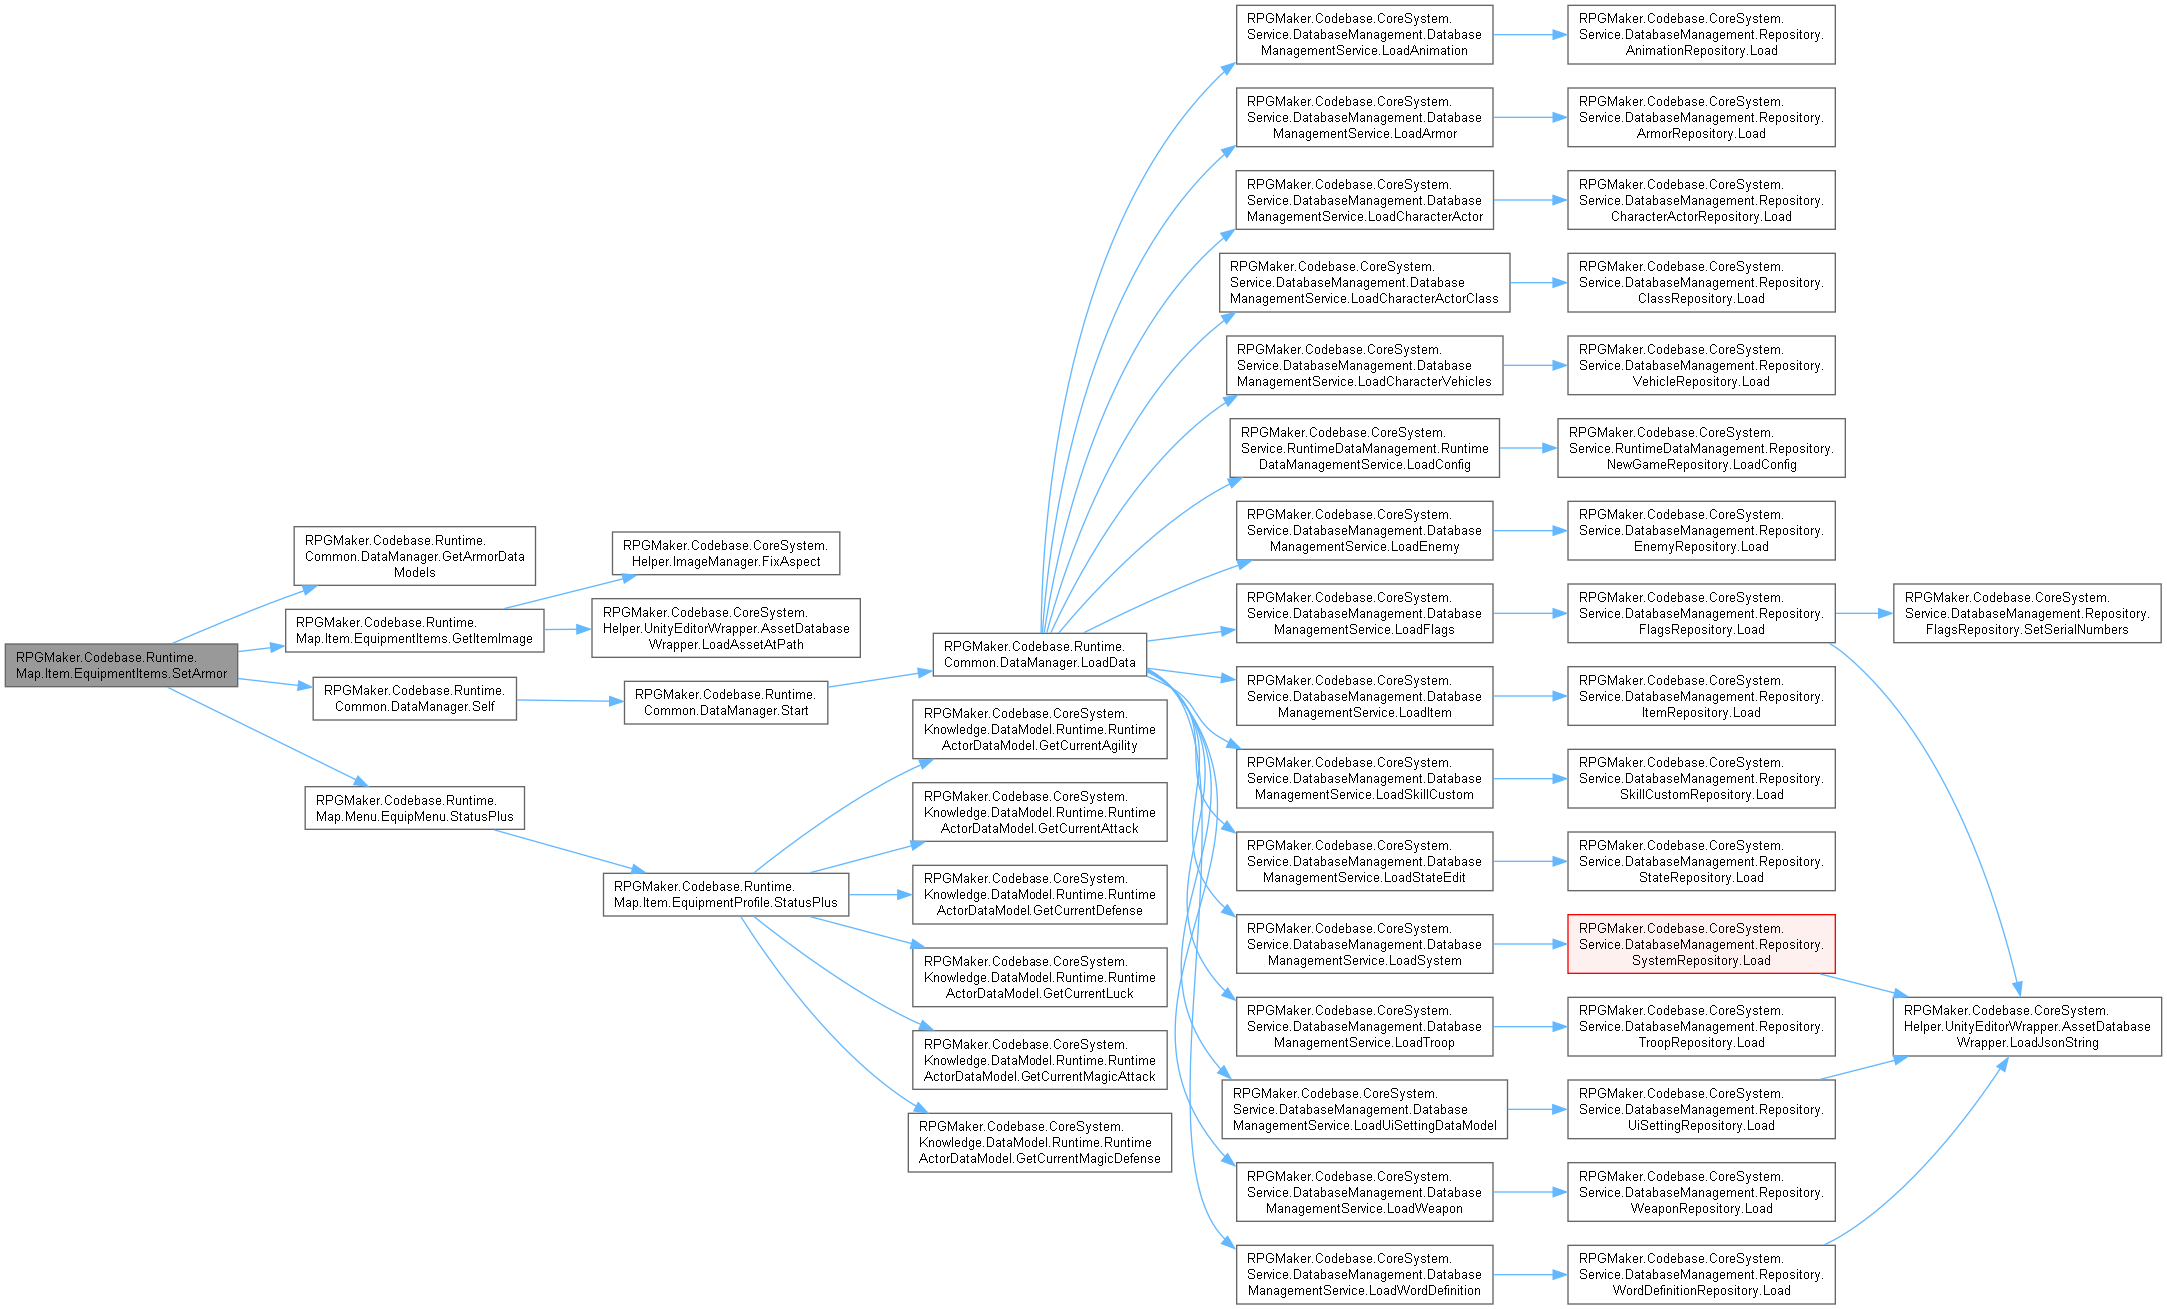 RPGMaker.Codebase.Runtime.
Map.Item.EquipmentItems.SetArmor
RPGMaker.Codebase.Runtime.
Common.DataManager.GetArmorData
Models
RPGMaker.Codebase.Runtime.
Map.Item.EquipmentItems.GetItemImage
RPGMaker.Codebase.Runtime.
Common.DataManager.Self
RPGMaker.Codebase.Runtime.
Map.Menu.EquipMenu.StatusPlus
RPGMaker.Codebase.CoreSystem.
Helper.ImageManager.FixAspect
RPGMaker.Codebase.CoreSystem.
Helper.UnityEditorWrapper.AssetDatabase
Wrapper.LoadAssetAtPath
RPGMaker.Codebase.Runtime.
Common.DataManager.Start
RPGMaker.Codebase.Runtime.
Map.Item.EquipmentProfile.StatusPlus
RPGMaker.Codebase.Runtime.
Common.DataManager.LoadData
RPGMaker.Codebase.CoreSystem.
Knowledge.DataModel.Runtime.Runtime
ActorDataModel.GetCurrentAgility
RPGMaker.Codebase.CoreSystem.
Knowledge.DataModel.Runtime.Runtime
ActorDataModel.GetCurrentAttack
RPGMaker.Codebase.CoreSystem.
Knowledge.DataModel.Runtime.Runtime
ActorDataModel.GetCurrentDefense
RPGMaker.Codebase.CoreSystem.
Knowledge.DataModel.Runtime.Runtime
ActorDataModel.GetCurrentLuck
RPGMaker.Codebase.CoreSystem.
Knowledge.DataModel.Runtime.Runtime
ActorDataModel.GetCurrentMagicAttack
RPGMaker.Codebase.CoreSystem.
Knowledge.DataModel.Runtime.Runtime
ActorDataModel.GetCurrentMagicDefense
RPGMaker.Codebase.CoreSystem.
Service.DatabaseManagement.Database
ManagementService.LoadAnimation
RPGMaker.Codebase.CoreSystem.
Service.DatabaseManagement.Database
ManagementService.LoadArmor
RPGMaker.Codebase.CoreSystem.
Service.DatabaseManagement.Database
ManagementService.LoadCharacterActor
RPGMaker.Codebase.CoreSystem.
Service.DatabaseManagement.Database
ManagementService.LoadCharacterActorClass
RPGMaker.Codebase.CoreSystem.
Service.DatabaseManagement.Database
ManagementService.LoadCharacterVehicles
RPGMaker.Codebase.CoreSystem.
Service.RuntimeDataManagement.Runtime
DataManagementService.LoadConfig
RPGMaker.Codebase.CoreSystem.
Service.DatabaseManagement.Database
ManagementService.LoadEnemy
RPGMaker.Codebase.CoreSystem.
Service.DatabaseManagement.Database
ManagementService.LoadFlags
RPGMaker.Codebase.CoreSystem.
Service.DatabaseManagement.Database
ManagementService.LoadItem
RPGMaker.Codebase.CoreSystem.
Service.DatabaseManagement.Database
ManagementService.LoadSkillCustom
RPGMaker.Codebase.CoreSystem.
Service.DatabaseManagement.Database
ManagementService.LoadStateEdit
RPGMaker.Codebase.CoreSystem.
Service.DatabaseManagement.Database
ManagementService.LoadSystem
RPGMaker.Codebase.CoreSystem.
Service.DatabaseManagement.Database
ManagementService.LoadTroop
RPGMaker.Codebase.CoreSystem.
Service.DatabaseManagement.Database
ManagementService.LoadUiSettingDataModel
RPGMaker.Codebase.CoreSystem.
Service.DatabaseManagement.Database
ManagementService.LoadWeapon
RPGMaker.Codebase.CoreSystem.
Service.DatabaseManagement.Database
ManagementService.LoadWordDefinition
RPGMaker.Codebase.CoreSystem.
Service.DatabaseManagement.Repository.
AnimationRepository.Load
RPGMaker.Codebase.CoreSystem.
Service.DatabaseManagement.Repository.
ArmorRepository.Load
RPGMaker.Codebase.CoreSystem.
Service.DatabaseManagement.Repository.
CharacterActorRepository.Load
RPGMaker.Codebase.CoreSystem.
Service.DatabaseManagement.Repository.
ClassRepository.Load
RPGMaker.Codebase.CoreSystem.
Service.DatabaseManagement.Repository.
VehicleRepository.Load
RPGMaker.Codebase.CoreSystem.
Service.RuntimeDataManagement.Repository.
NewGameRepository.LoadConfig
RPGMaker.Codebase.CoreSystem.
Service.DatabaseManagement.Repository.
EnemyRepository.Load
RPGMaker.Codebase.CoreSystem.
Service.DatabaseManagement.Repository.
FlagsRepository.Load
RPGMaker.Codebase.CoreSystem.
Service.DatabaseManagement.Repository.
ItemRepository.Load
RPGMaker.Codebase.CoreSystem.
Service.DatabaseManagement.Repository.
SkillCustomRepository.Load
RPGMaker.Codebase.CoreSystem.
Service.DatabaseManagement.Repository.
StateRepository.Load
RPGMaker.Codebase.CoreSystem.
Service.DatabaseManagement.Repository.
SystemRepository.Load
RPGMaker.Codebase.CoreSystem.
Service.DatabaseManagement.Repository.
TroopRepository.Load
RPGMaker.Codebase.CoreSystem.
Service.DatabaseManagement.Repository.
UiSettingRepository.Load
RPGMaker.Codebase.CoreSystem.
Service.DatabaseManagement.Repository.
WeaponRepository.Load
RPGMaker.Codebase.CoreSystem.
Service.DatabaseManagement.Repository.
WordDefinitionRepository.Load
RPGMaker.Codebase.CoreSystem.
Service.DatabaseManagement.Repository.
FlagsRepository.SetSerialNumbers
RPGMaker.Codebase.CoreSystem.
Helper.UnityEditorWrapper.AssetDatabase
Wrapper.LoadJsonString